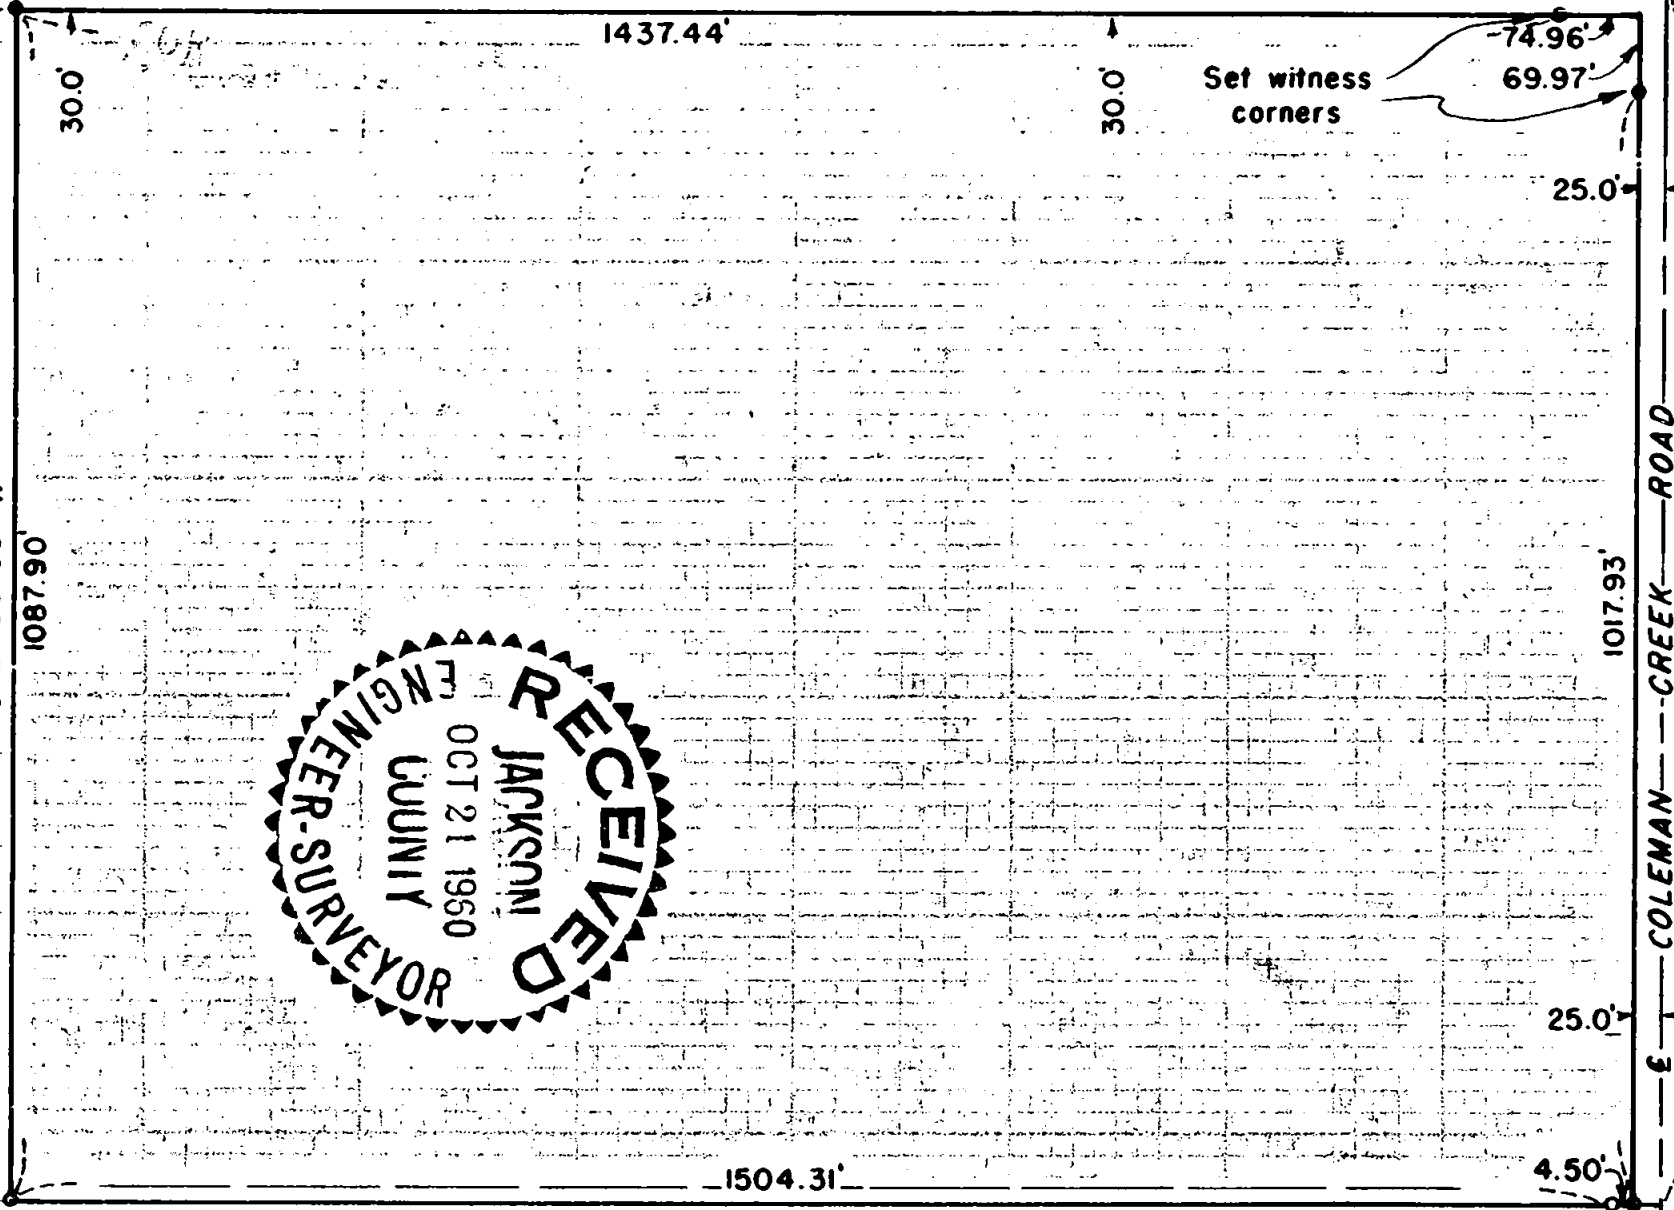 1437.44'
74.96'
69.97'
30.0'
30.0'
Set witness
corners
25.0'
1087.90'
1017.93'
COLEMAN CREEK ROAD
RECEIVED
JACKSON
OCT 21 1960
COUNTY
ENGINEER-SURVEYOR
25.0'
1504.31'
4.50'